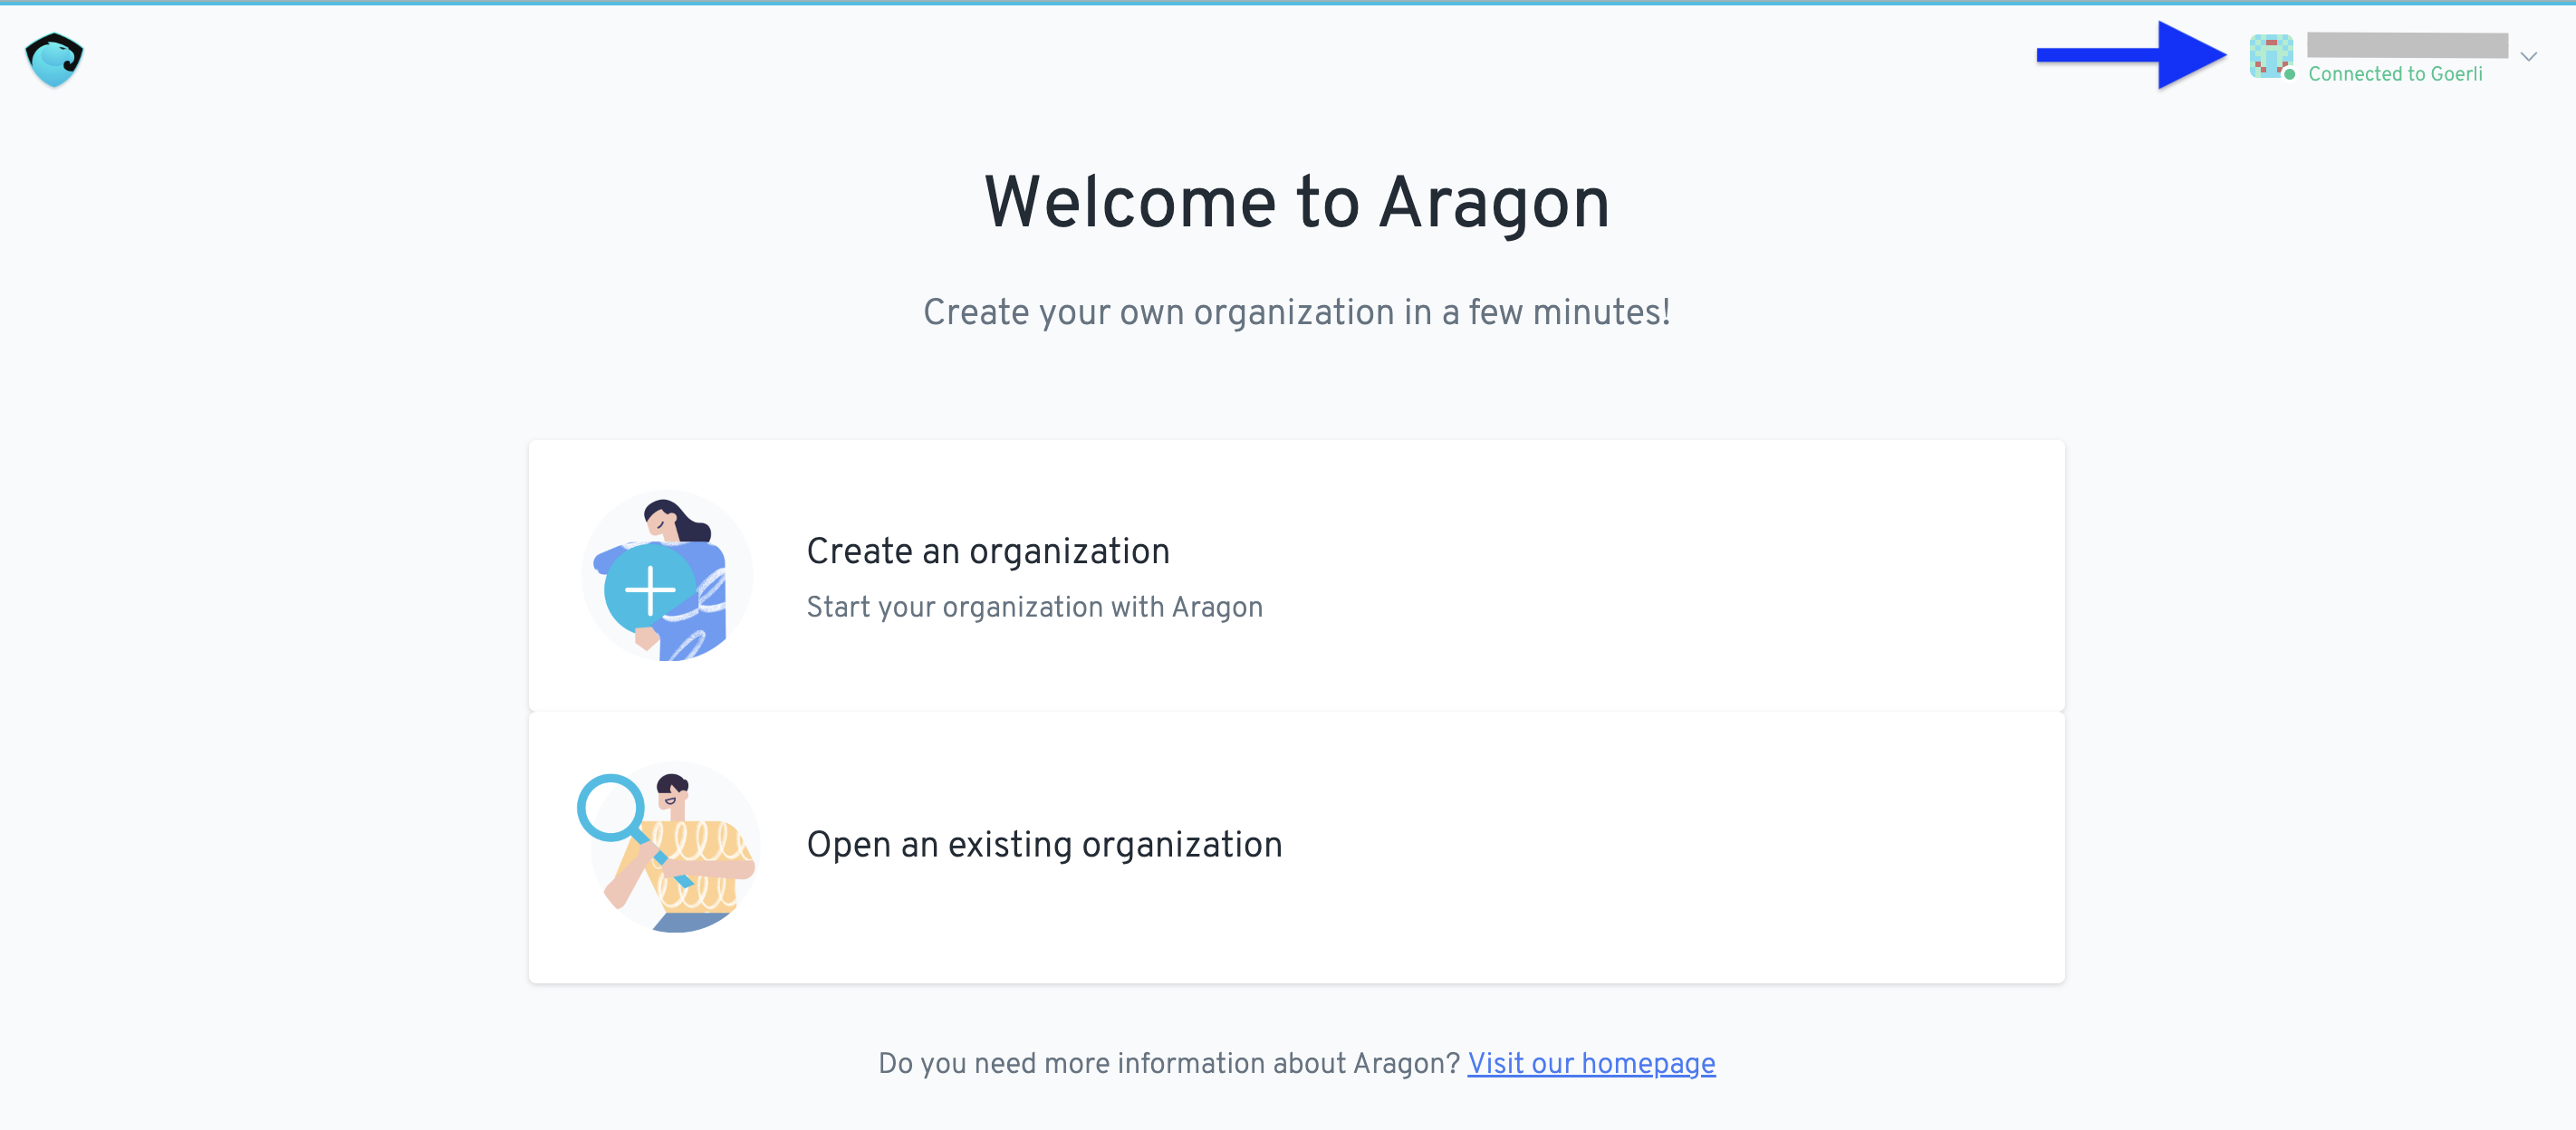 Connected to Goerli
Welcome to Aragon
Create your own organization in a few minutes!
Create an organization
Start your organization with Aragon
Open an existing organization
Do you need more information about Aragon? Visit our homepage